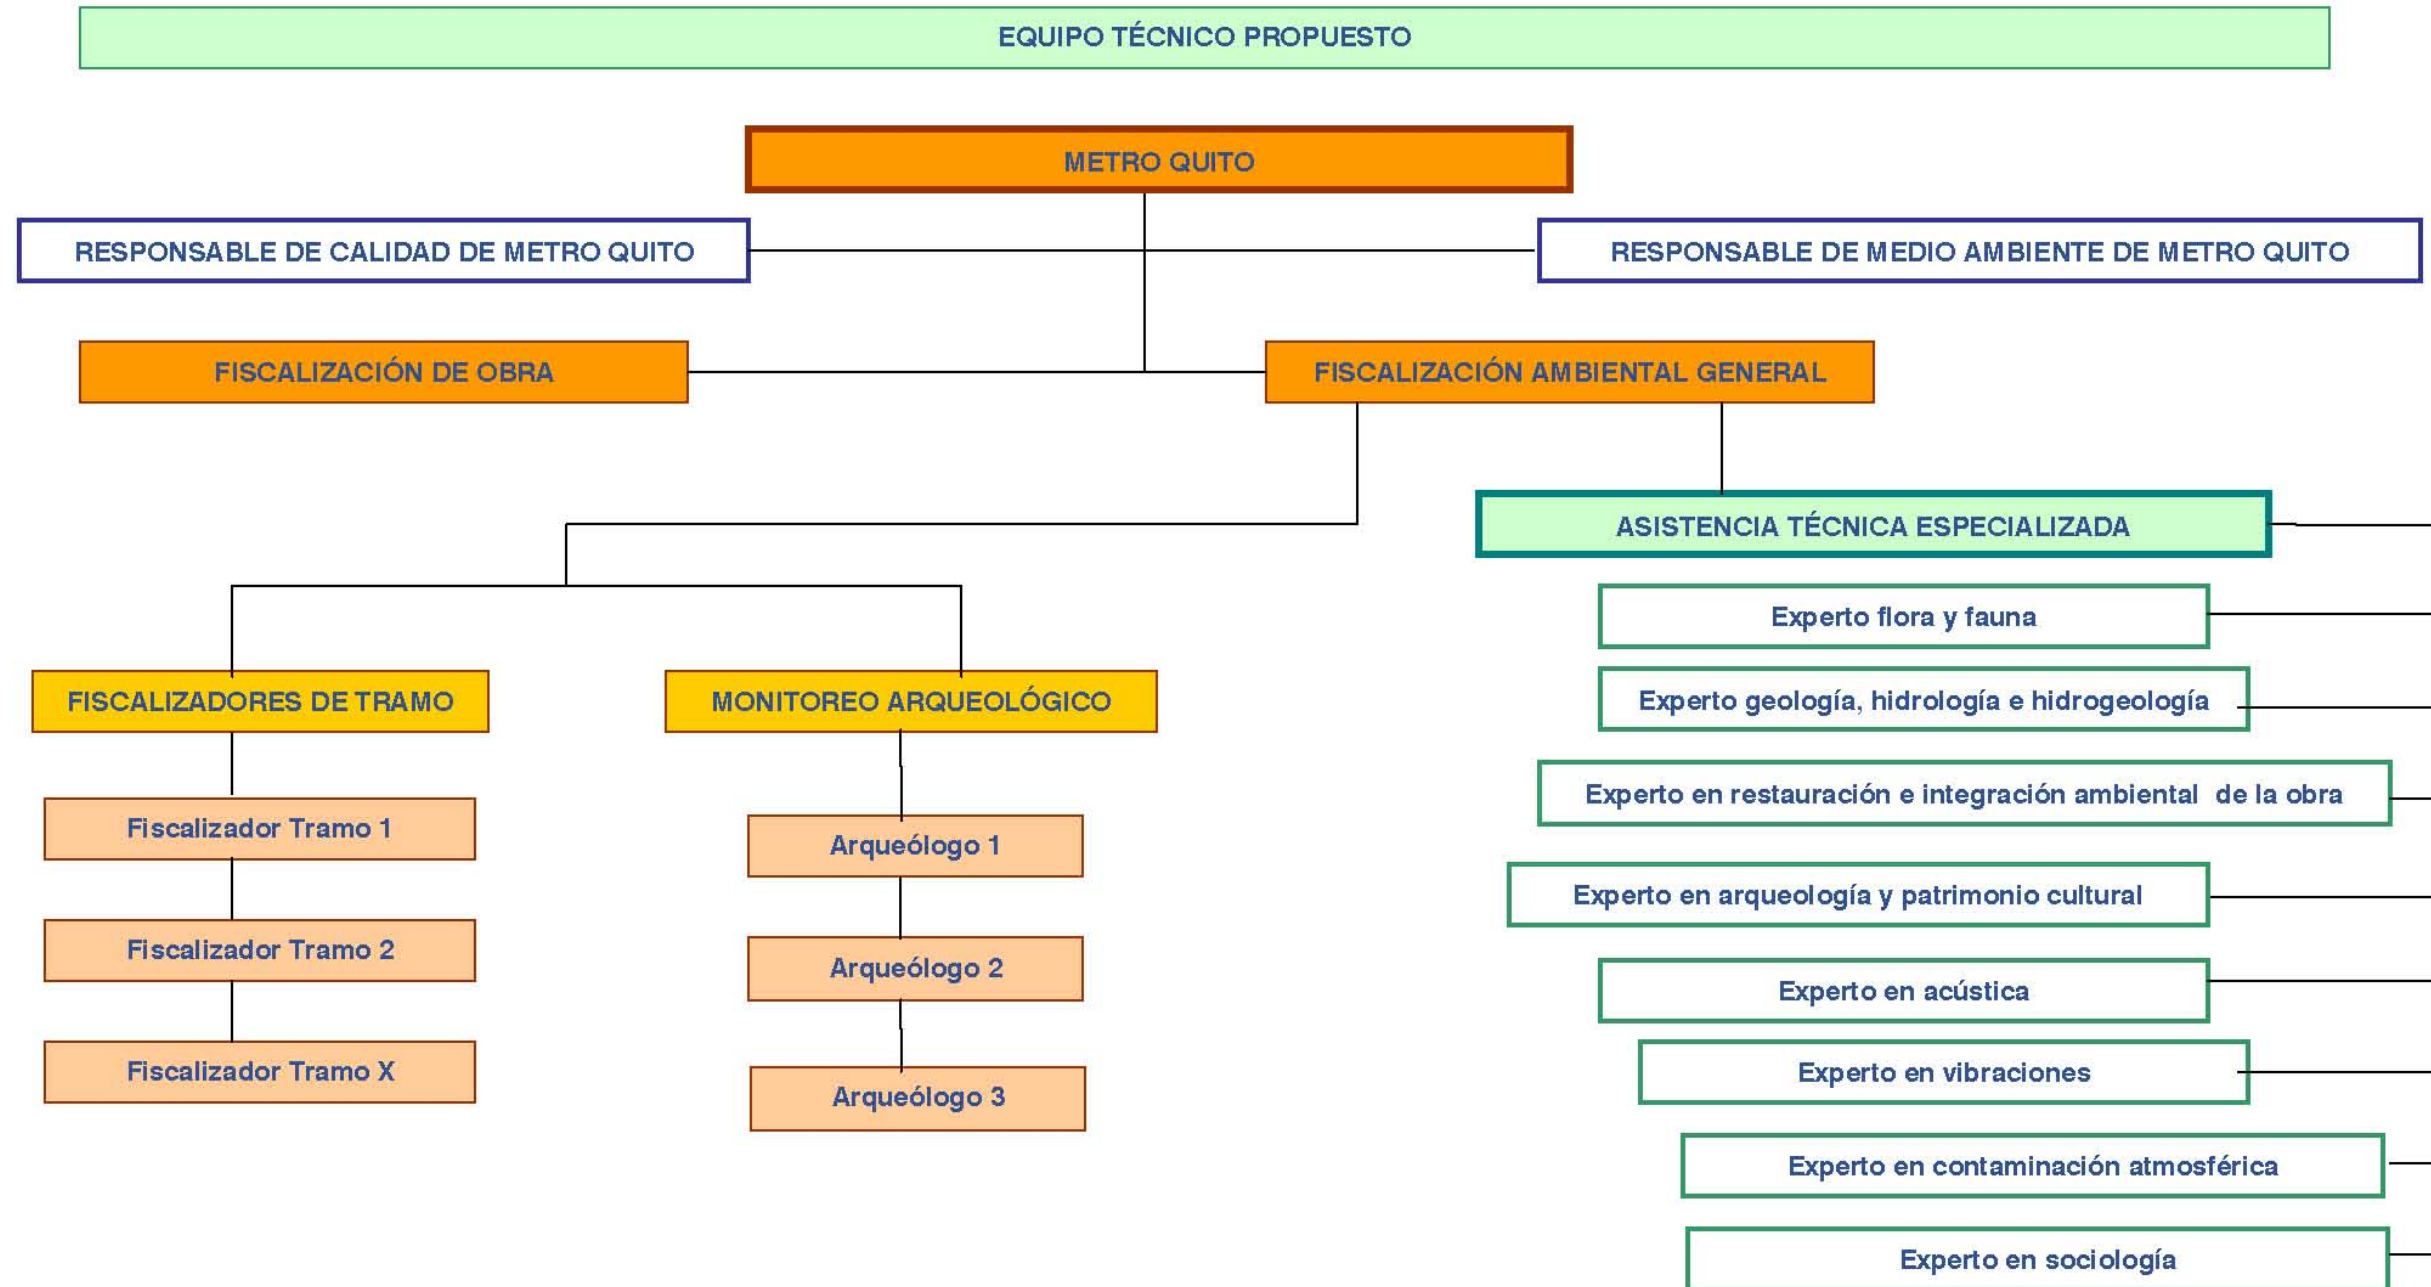 EQUIPO TÉCNICO PROPUESTO
METRO QUITO
RESPONSABLE DE CALIDAD DE METRO QUITO
RESPONSABLE DE MEDIO AMBIENTE DE METRO QUITO
FISCALIZACIÓN DE OBRA
FISCALIZACIÓN AMBIENTAL GENERAL
ASISTENCIA TÉCNICA ESPECIALIZADA
Experto flora y fauna
Experto geología, hidrología e hidrogeología
Experto en restauración e integración ambiental de la obra
Experto en arqueología y patrimonio cultural
Experto en acústica
Experto en vibraciones
Experto en contaminación atmosférica
Experto en sociología
FISCALIZADORES DE TRAMO
Fiscalizador Tramo 1
Fiscalizador Tramo 2
Fiscalizador Tramo X
MONITOREO ARQUEOLÓGICO
Arqueólogo 1
Arqueólogo 2
Arqueólogo 3